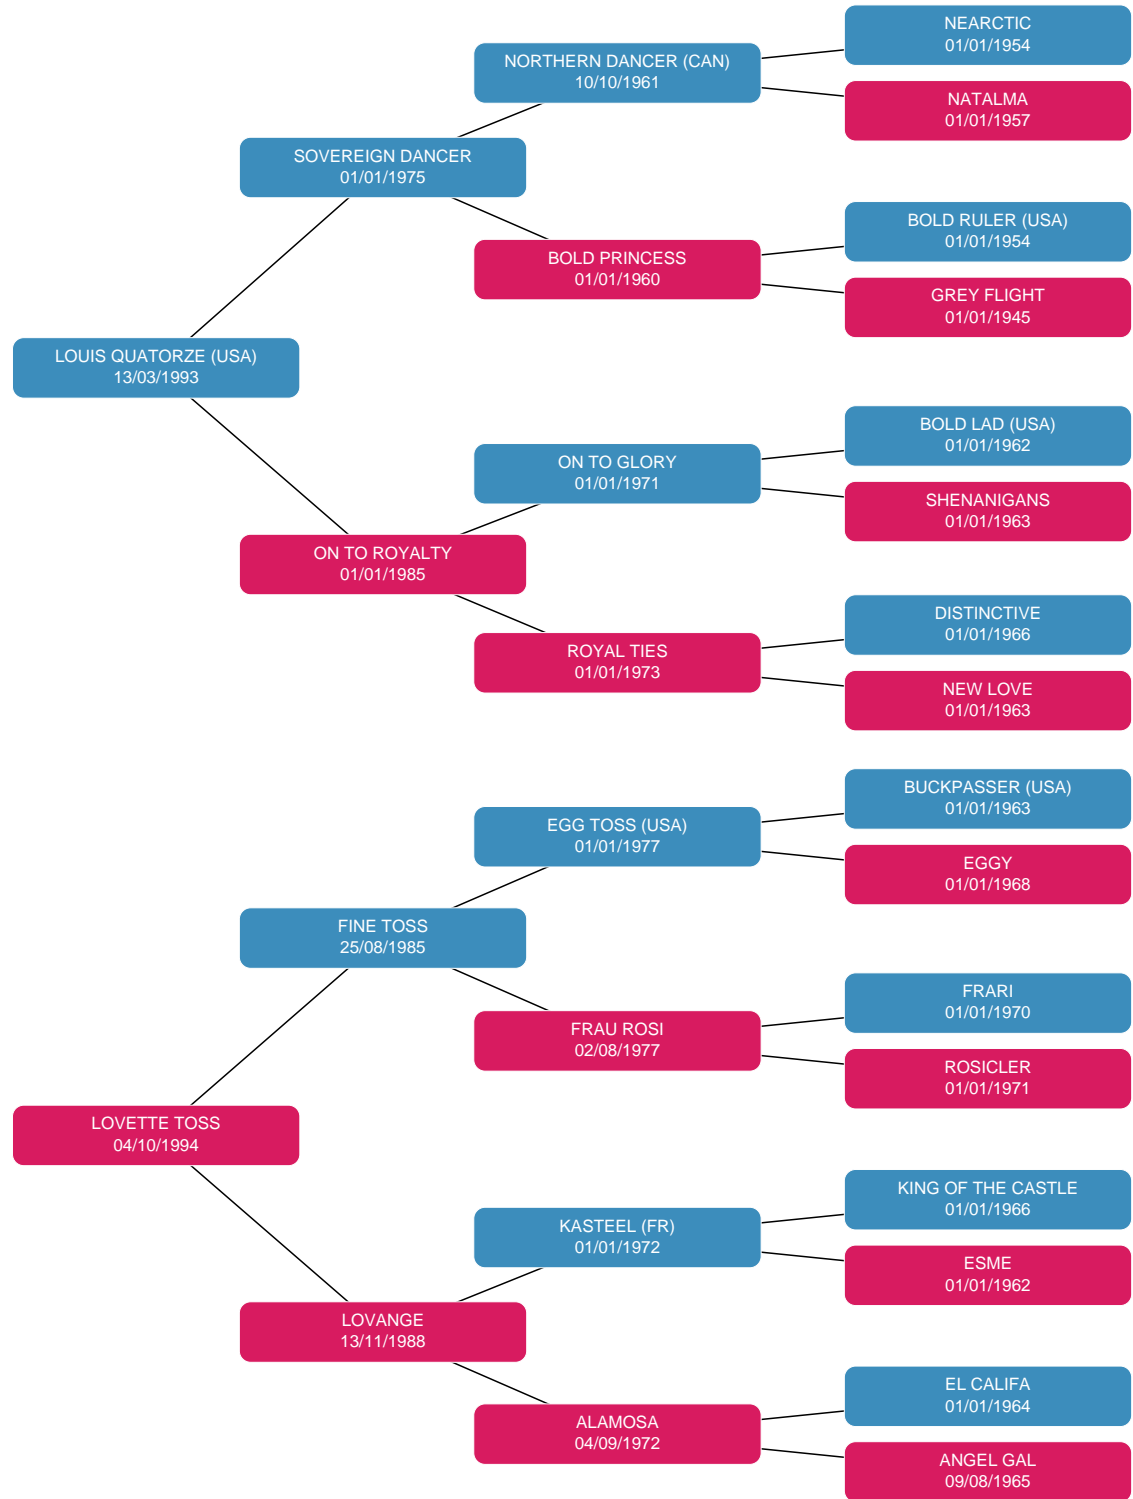 NEARCTIC
01/01/1954
NORTHERN DANCER (CAN)
10/10/1961
NATALMA
01/01/1957
SOVEREIGN DANCER
01/01/1975
BOLD RULER (USA)
01/01/1954
BOLD PRINCESS
01/01/1960
GREY FLIGHT
01/01/1945
LOUIS QUATORZE (USA)
13/03/1993
BOLD LAD (USA)
01/01/1962
ON TO GLORY
01/01/1971
SHENANIGANS
01/01/1963
ON TO ROYALTY
01/01/1985
DISTINCTIVE
01/01/1966
ROYAL TIES
01/01/1973
NEW LOVE
01/01/1963
BUCKPASSER (USA)
01/01/1963
EGG TOSS (USA)
01/01/1977
EGGY
01/01/1968
FINE TOSS
25/08/1985
FRARI
01/01/1970
FRAU ROSI
02/08/1977
ROSICLER
01/01/1971
LOVETTE TOSS
04/10/1994
KING OF THE CASTLE
01/01/1966
KASTEEL (FR)
01/01/1972
ESME
01/01/1962
LOVANGE
13/11/1988
EL CALIFA
01/01/1964
ALAMOSA
04/09/1972
ANGEL GAL
09/08/1965